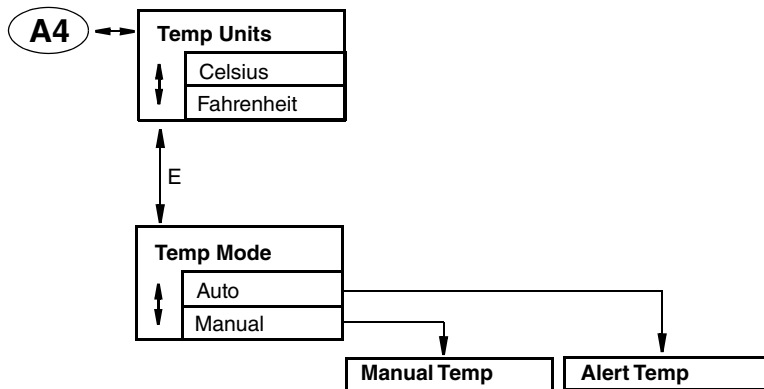 A4
Temp Units
Celsius
Fahrenheit
E
Temp Mode
Auto
Manual
Manual Temp
Alert Temp